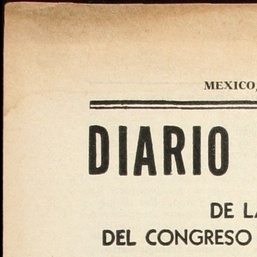 MEXICO,
DIARIO
DE LA
DEL CONGRESO